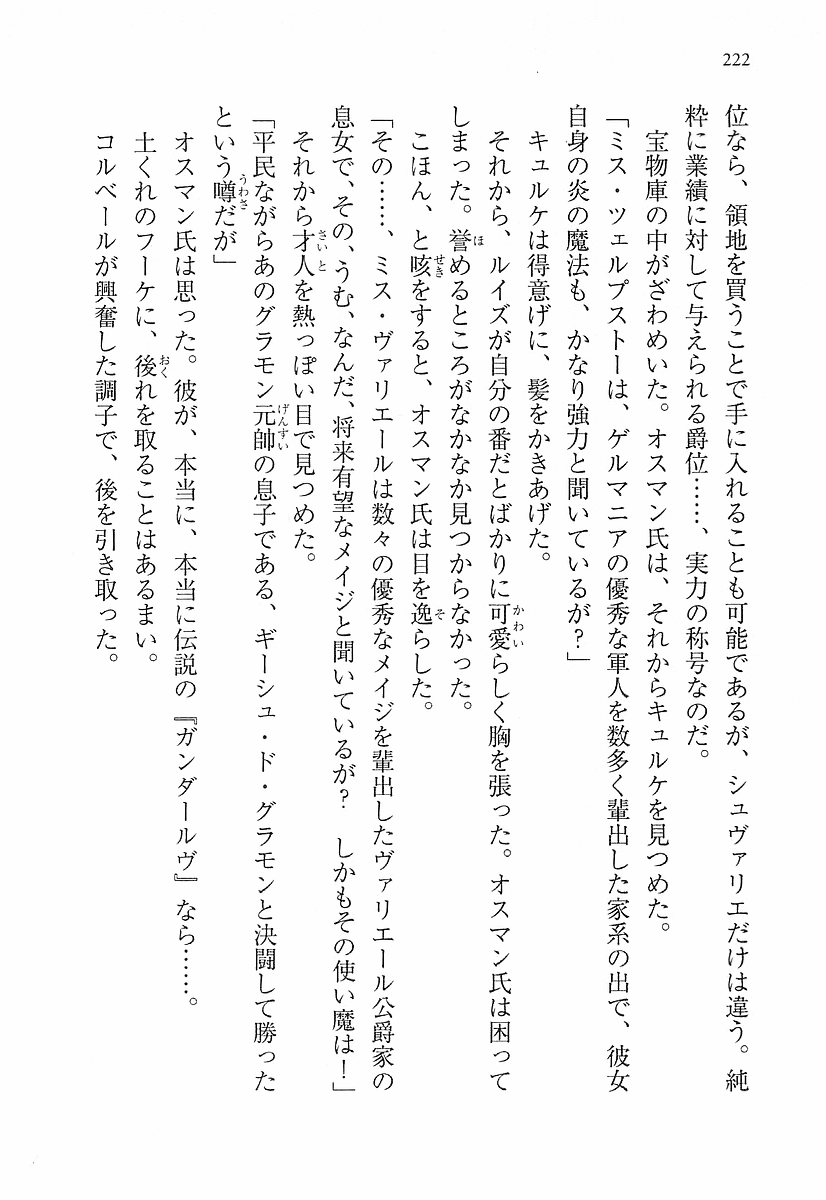 222
位なら、領地を買うことで手に入れることも可能であるが、シュヴァリエだけは違う。純
粋に業績に対して与えられる爵位……、実力の称号なのだ。
宝物庫の中がざわめいた。オスマン氏は、それからキュルケを見つめた。
「ミス・ツェルプストーは、ゲルマニアの優秀な軍人を数多く輩出した家系の出で、彼女
自身の炎の魔法も、かなり強力と聞いているが？」
キュルケは得意げに、髪をかきあげた。
それから、ルイズが自分の番だとばかりに可愛らしく胸を張った。オスマン氏は困って
しまった。誉めるところがなかなか見つからなかった。
こほん、と咳をすると、オスマン氏は目を逸らした。
「その……、ミス・ヴァリエールは数々の優秀なメイジを輩出したヴァリエール公爵家の
息女で、その、うむ、なんだ、将来有望なメイジと聞いているが？　しかもその使い魔は！」
それから才人を熱っぽい目で見つめた。
「平民ながらあのグラモン元帥の息子である、ギーシュ・ド・グラモンと決闘して勝った
という噂だが」
オスマン氏は思った。彼が、本当に、本当に伝説の『ガンダールヴ』なら……。
土くれのフーケに、後れを取ることはあるまい。
コルベールが興奮した調子で、後を引き取った。